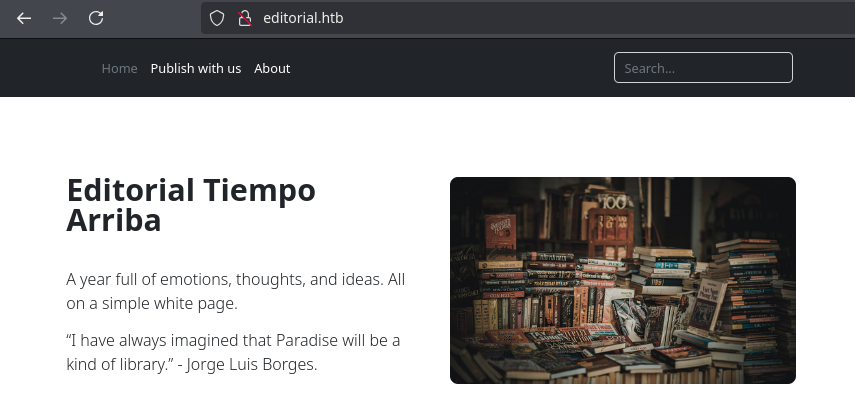 editorial.htb
Home Publish with us About Search...
Editorial Tiempo
Arriba
A year full of emotions, thoughts, and ideas. All
on a simple white page.
“I have always imagined that Paradise will be a
kind of library.” - Jorge Luis Borges.